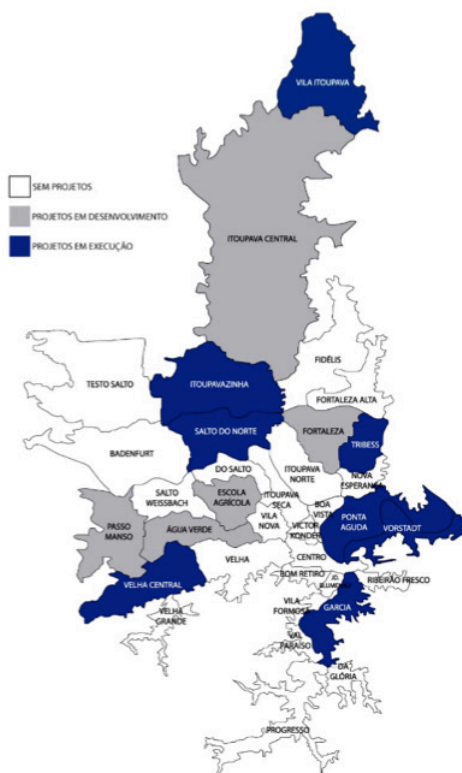 VILA ITOUPAVA
SEM PROJETOS
PROJETOS EM DESENVOLVIMENTO
PROJETOS EM EXECUÇÃO
ITOUPAVA CENTRAL
FIDÉLIS
TESTO SALTO
ITOUPAVAZINHA
FORTALEZA ALTA
SALTO DO NORTE
FORTALEZA
TRIBESS
BADENFURT
DO SALTO
ITOUPAVA
NORTE
NOVA
ESPERANÇA
SALTO
WEISSBACH
ESCOLA
AGRÍCOLA
ITOUPAVA
SECA
BOA
VISTA
PASSO
MANSO
ÁGUA VERDE
VILA
NOVA
VICTOR
KONDER
PONTA
AGUDA
VORSTADT
VELHA
CENTRO
VELHA CENTRAL
BOM RETIRO
RIBEIRÃO FRESCO
VELHA
GRANDE
VILA
FORMOSA
GARCIA
VALPARAÍSO
DA
GLÓRIA
PROGRESSO